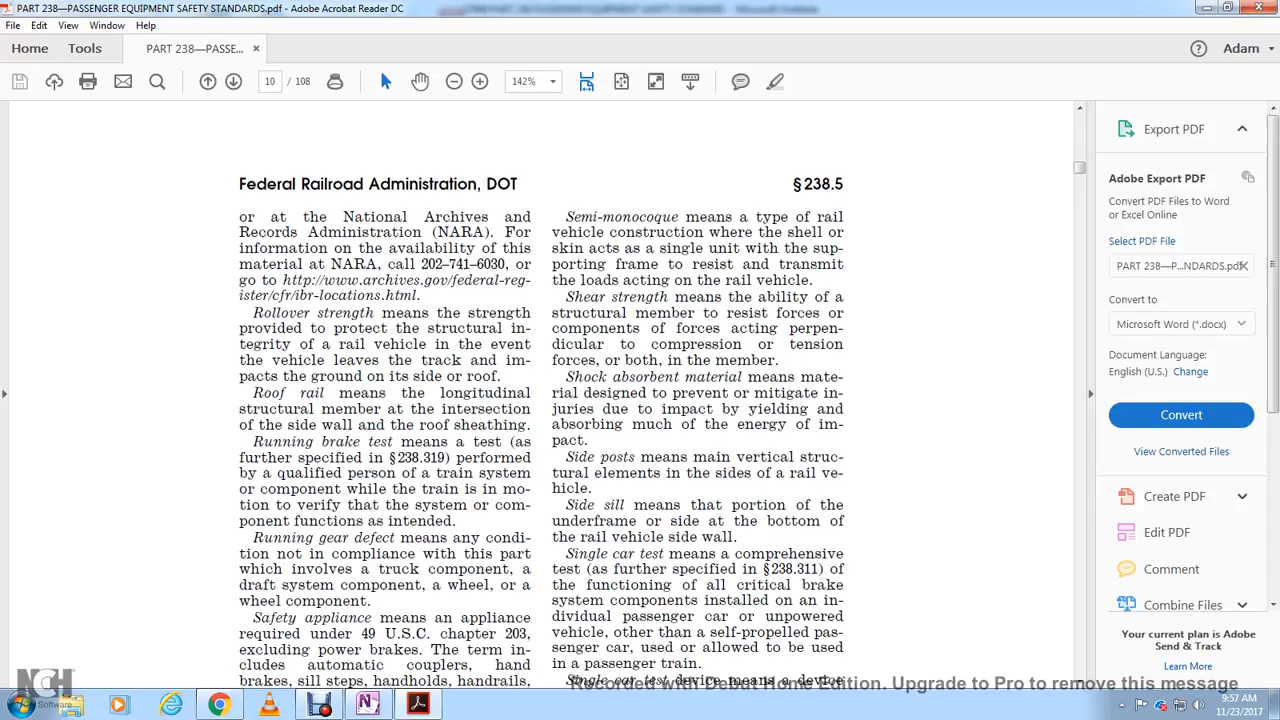 PART 238—PASSENGER EQUIPMENT SAFETY STANDARDS.pdf - Adobe Acrobat Reader DC
File Edit View Window Help
Home Tools PART 238—PASSE... × Adam
10 / 108 142%
Federal Railroad Administration, DOT § 238.5
or at the National Archives and
Records Administration (NARA). For
information on the availability of this
material at NARA, call 202–741–6030, or
go to http://www.archives.gov/federal-reg-
ister/cfr/ibr-locations.html.
Rollover strength means the strength
provided to protect the structural in-
tegrity of a rail vehicle in the event
the vehicle leaves the track and im-
pacts the ground on its side or roof.
Roof rail means the longitudinal
structural member at the intersection
of the side wall and the roof sheathing.
Running brake test means a test (as
further specified in § 238.319) performed
by a qualified person of a train system
or component while the train is in mo-
tion to verify that the system or com-
ponent functions as intended.
Running gear defect means any condi-
tion not in compliance with this part
which involves a truck component, a
draft system component, a wheel, or a
wheel component.
Safety appliance means an appliance
required under 49 U.S.C. chapter 203,
excluding power brakes. The term in-
cludes automatic couplers, hand
brakes, sill steps, handholds, handrails,
Semi-monocoque means a type of rail
vehicle construction where the shell or
skin acts as a single unit with the sup-
porting frame to resist and transmit
the loads acting on the rail vehicle.
Shear strength means the ability of a
structural member to resist forces or
components of forces acting perpen-
dicular to compression or tension
forces, or both, in the member.
Shock absorbent material means mate-
rial designed to prevent or mitigate in-
juries due to impact by yielding and
absorbing much of the energy of im-
pact.
Side posts means main vertical struc-
tural elements in the sides of a rail ve-
hicle.
Side sill means that portion of the
underframe or side at the bottom of
the rail vehicle side wall.
Single car test means a comprehensive
test (as further specified in § 238.311) of
the functioning of all critical brake
system components installed on an in-
dividual passenger car or unpowered
vehicle, other than a self-propelled pas-
senger car, used or allowed to be used
in a passenger train.
Single car test device means a device
Export PDF
Adobe Export PDF
Convert PDF Files to Word
or Excel Online
Select PDF File
PART 238—P...NDARDS.pdf
Convert to
Microsoft Word (*.docx)
Document Language:
English (U.S.) Change
Convert
View Converted Files
Create PDF
Edit PDF
Comment
Combine Files
Your current plan is Adobe
Send & Track
Learn More
Recorded with Debut Home Edition. Upgrade to Pro to remove this message
NCH
Software
9:57 AM
11/23/2017